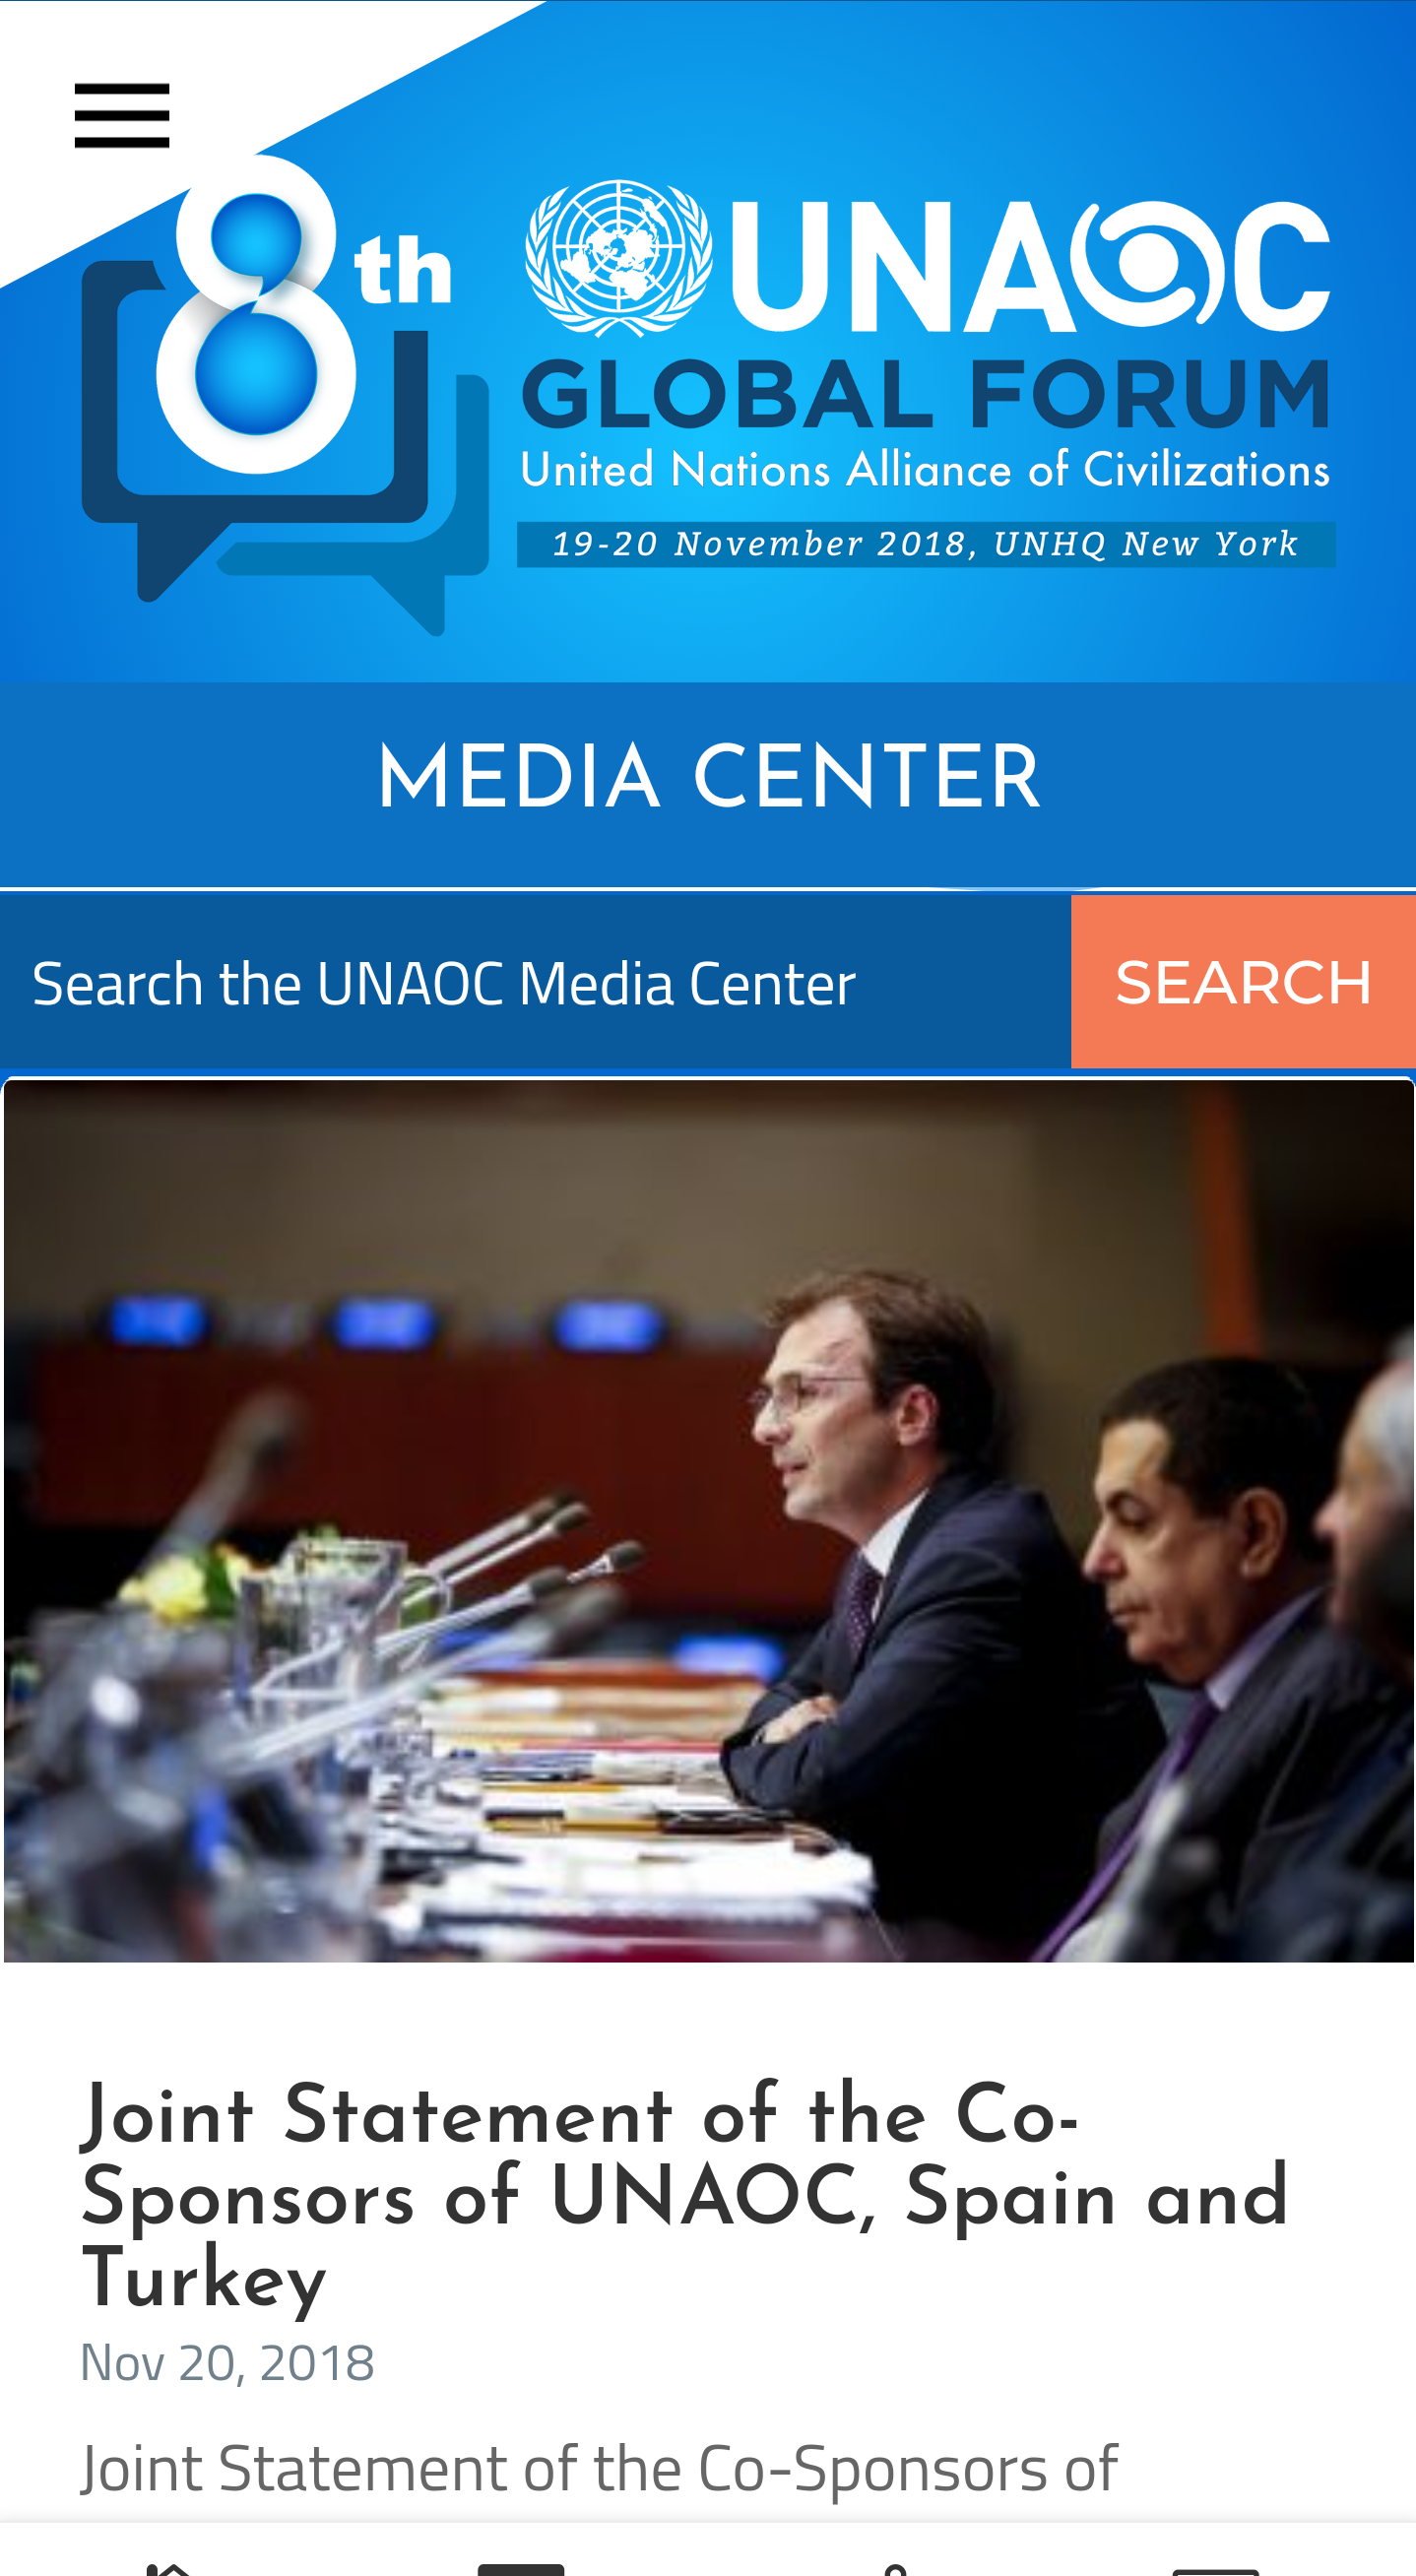 8th
UNAOC
GLOBAL FORUM
United Nations Alliance of Civilizations
19-20 November 2018, UNHQ New York
MEDIA CENTER
Search the UNAOC Media Center
SEARCH
Joint Statement of the Co-
Sponsors of UNAOC, Spain and
Turkey
Nov 20, 2018
Joint Statement of the Co-Sponsors of